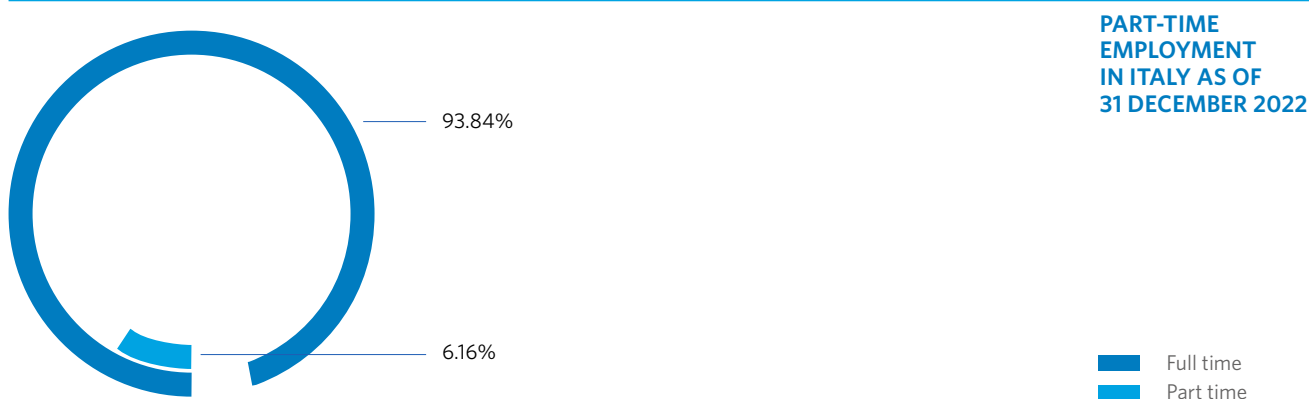 PART-TIME
EMPLOYMENT
IN ITALY AS OF
31 DECEMBER 2022
93.84%
6.16%
Full time
Part time